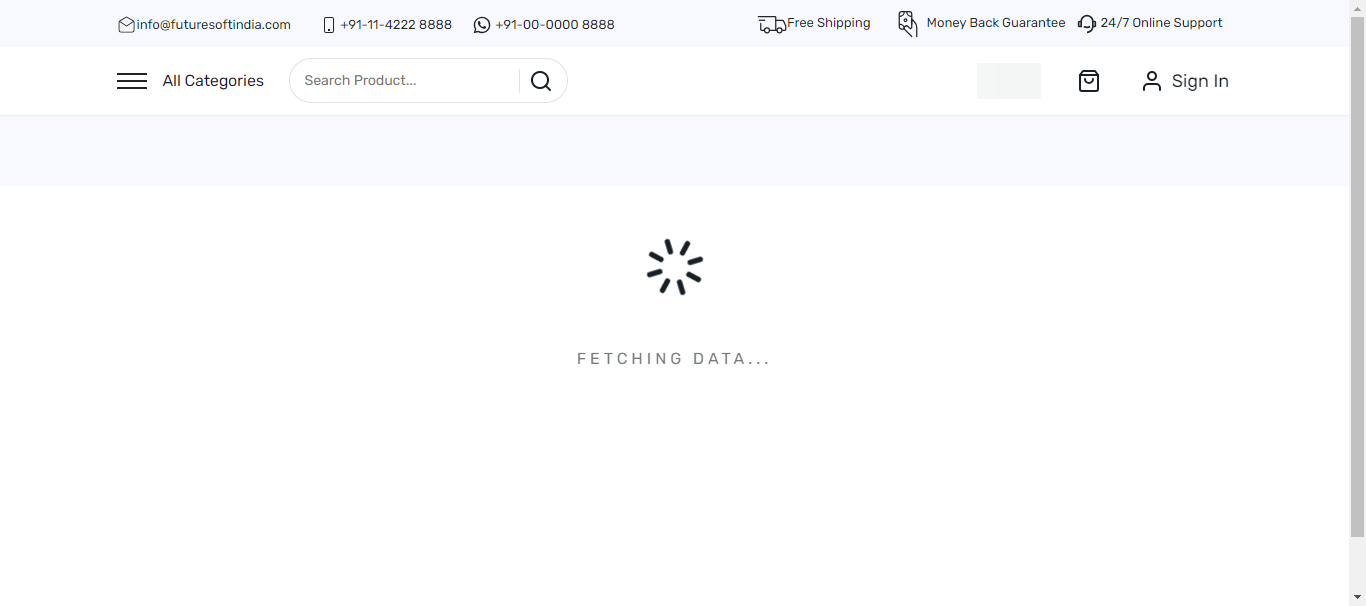 info@futuresoftindia.com +91-11-4222 8888 +91-00-0000 8888 Free Shipping Money Back Guarantee 24/7 Online Support
All Categories Search Product... Sign In
FETCHING DATA...